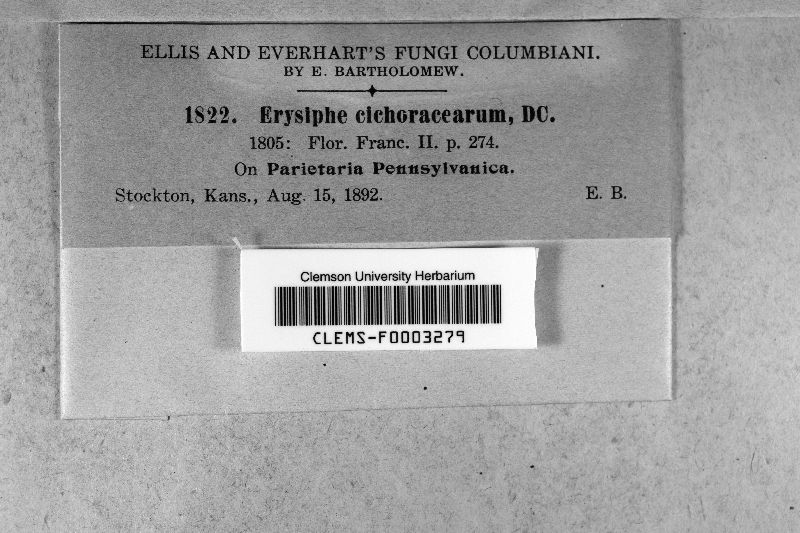 ELLIS AND EVERHART'S FUNGI COLUMBIANI.
BY E. BARTHOLOMEW.
1822. Erysiphe cichoracearum, DC.
1805: Flor. Franc. II. p. 274.
On Parietaria Pennsylvanica.
Stockton, Kans., Aug. 15, 1892. E. B.
Clemson University Herbarium
CLEMS-F0003279